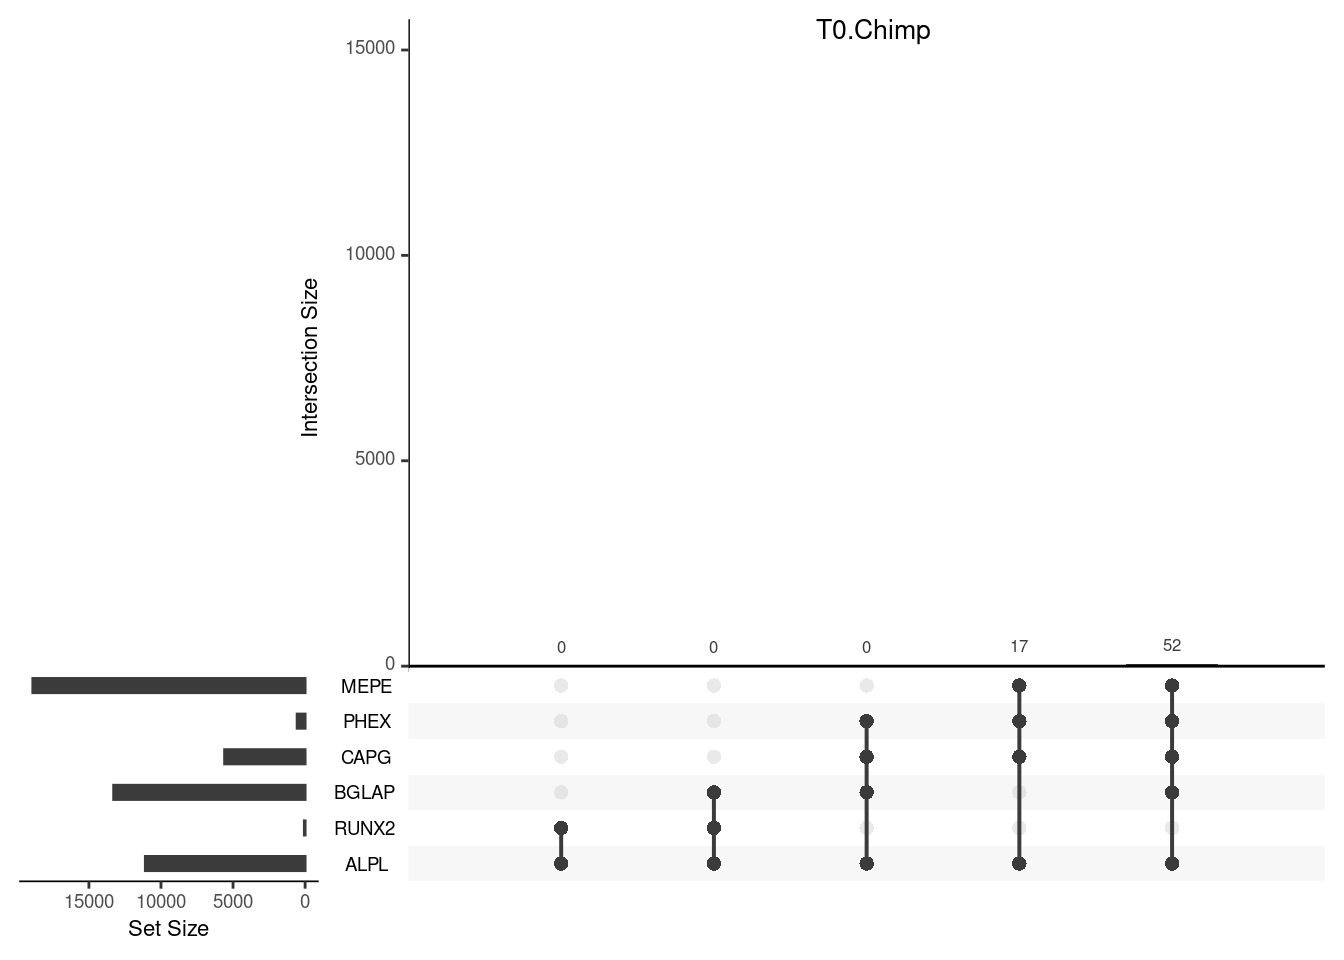 T0.Chimp
15000
10000
5000
0
Intersection Size
0 0 0 17 52
MEPE
PHEX
CAPG
BGLAP
RUNX2
ALPL
15000 10000 5000 0
Set Size